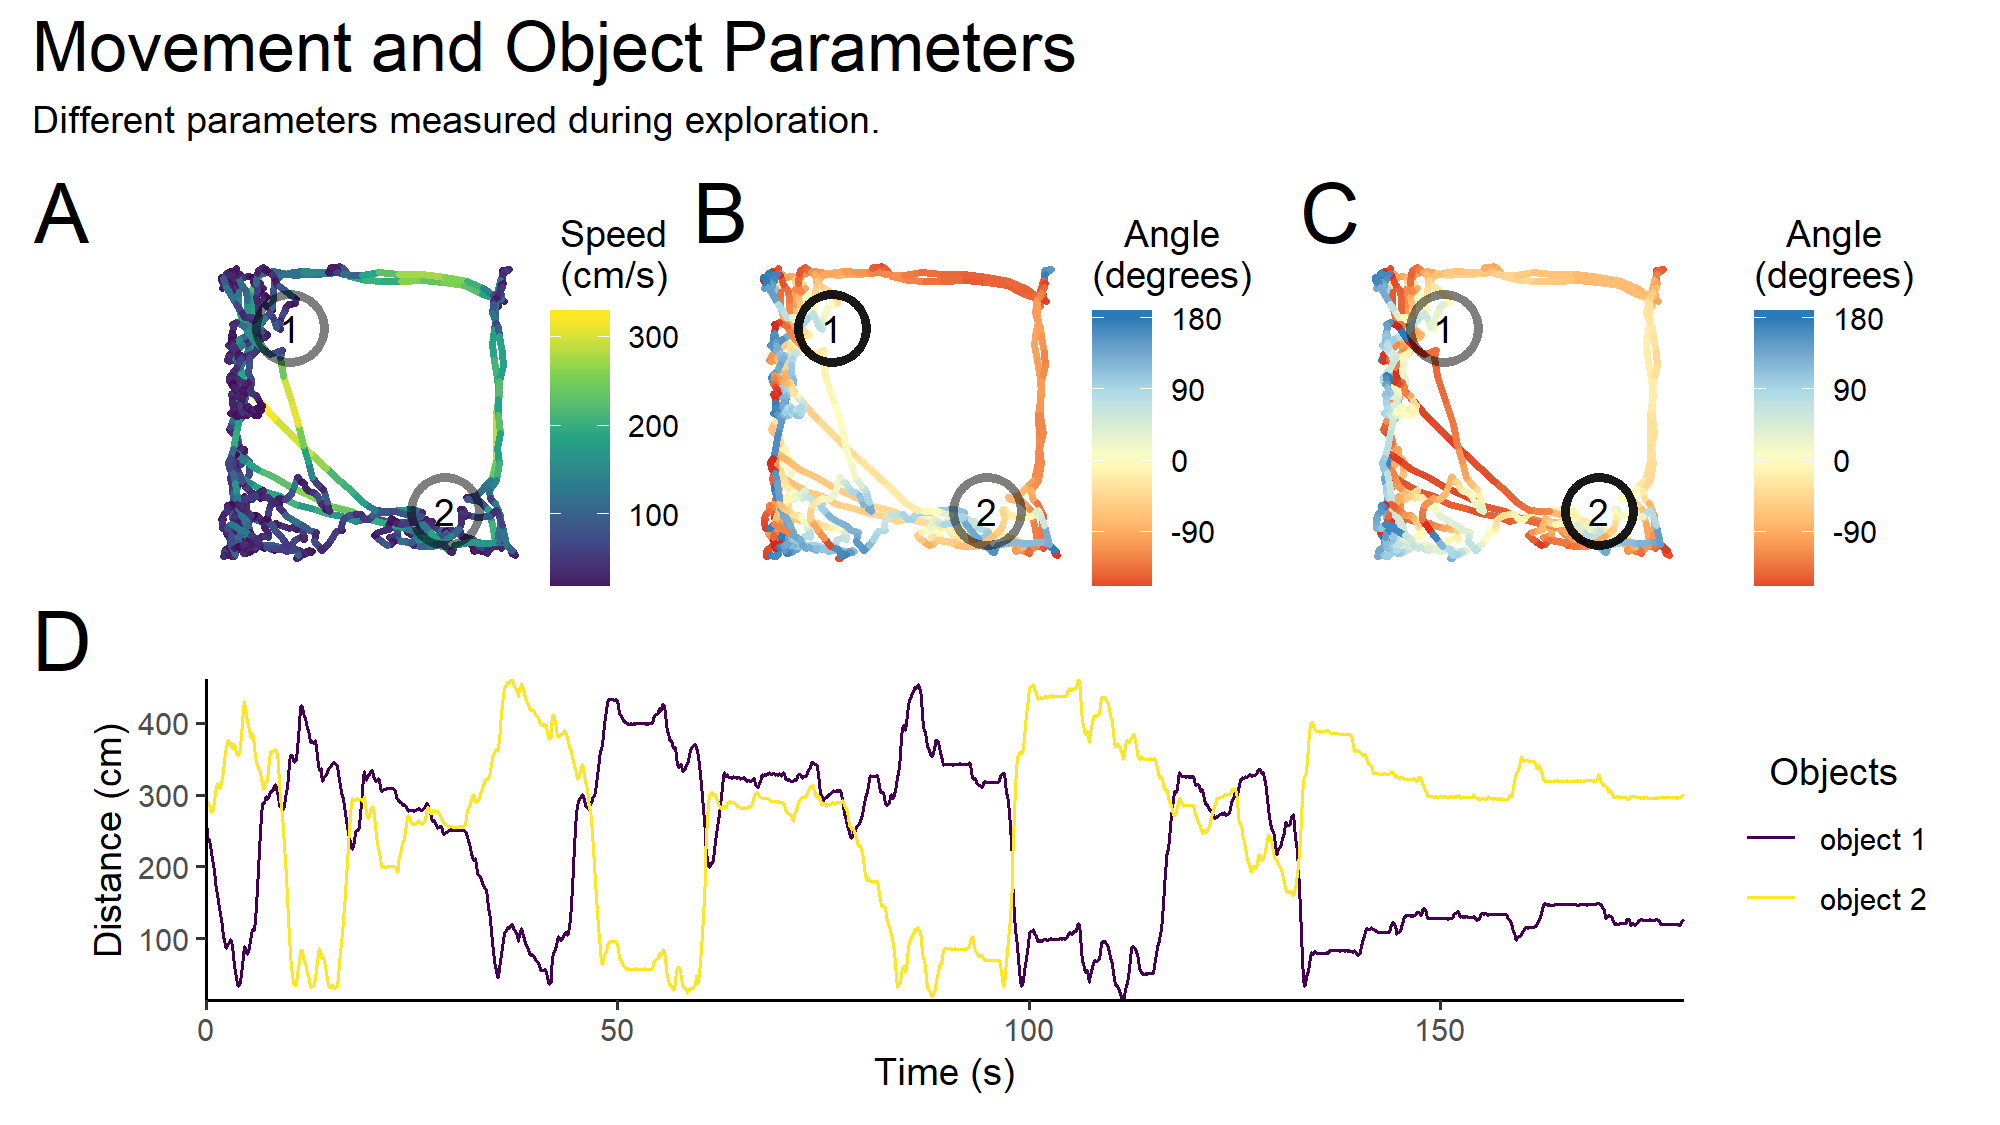 Movement and Object Parameters
Different parameters measured during exploration.
A
Speed
(cm/s)
300
200
100
1
2
B
Angle
(degrees)
180
90
0
-90
1
2
C
Angle
(degrees)
180
90
0
-90
1
2
D
Distance (cm)
400
300
200
100
0
50
100
150
Time (s)
Objects
object 1
object 2